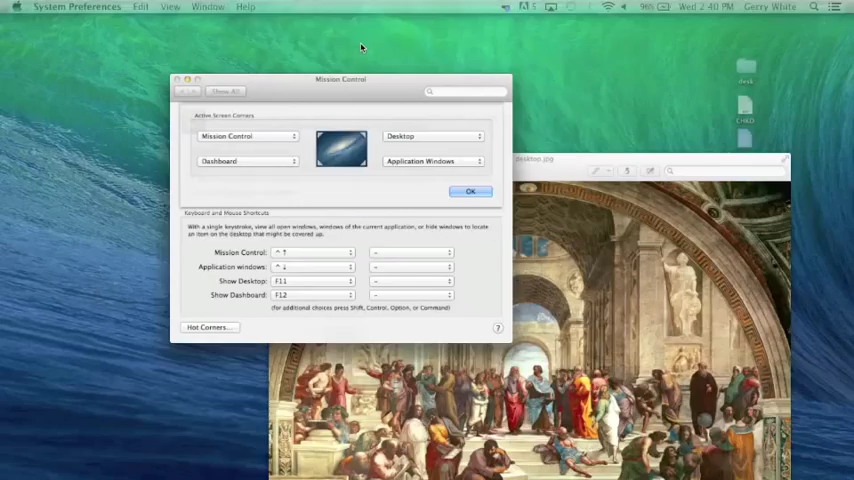 System Preferences Edit View Window Help
5 96% Wed 2:40 PM Gerry White
Mission Control
Show All
desk
Active Screen Corners
CHKD
Mission Control Desktop
Dashboard Application Windows
desktop.jpg
OK
Keyboard and Mouse Shortcuts
With a single keystroke, view all open windows, windows of the current application, or hide windows to locate
an item on the desktop that might be covered up.
Mission Control: ^ ↑ –
Application windows: ^ ↓ –
Show Desktop: F11 –
Show Dashboard: F12 –
(for additional choices press Shift, Control, Option, or Command)
Hot Corners... ?